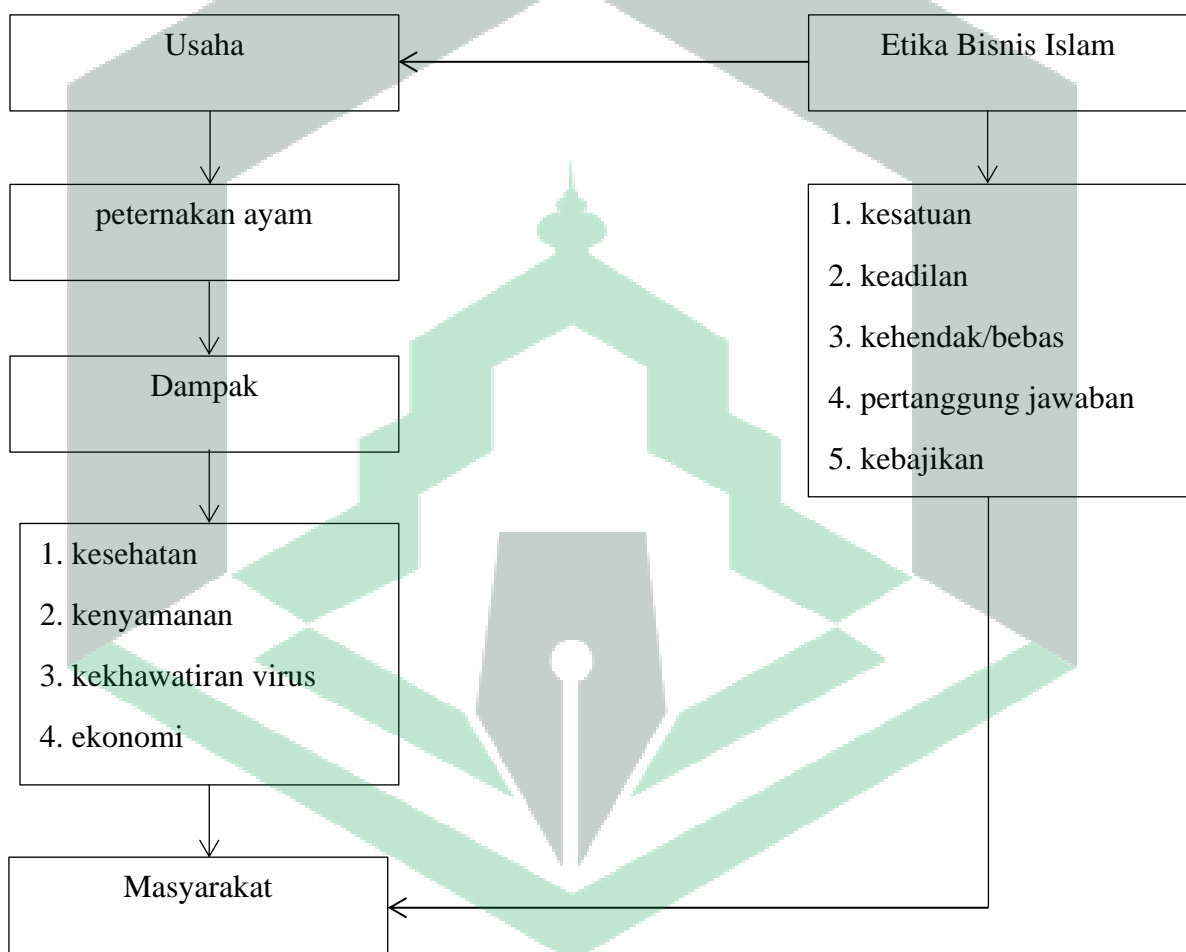 Usaha
Etika Bisnis Islam
peternakan ayam
1. kesatuan
2. keadilan
3. kehendak/bebas
4. pertanggung jawaban
5. kebajikan
Dampak
1. kesehatan
2. kenyamanan
3. kekhawatiran virus
4. ekonomi
Masyarakat